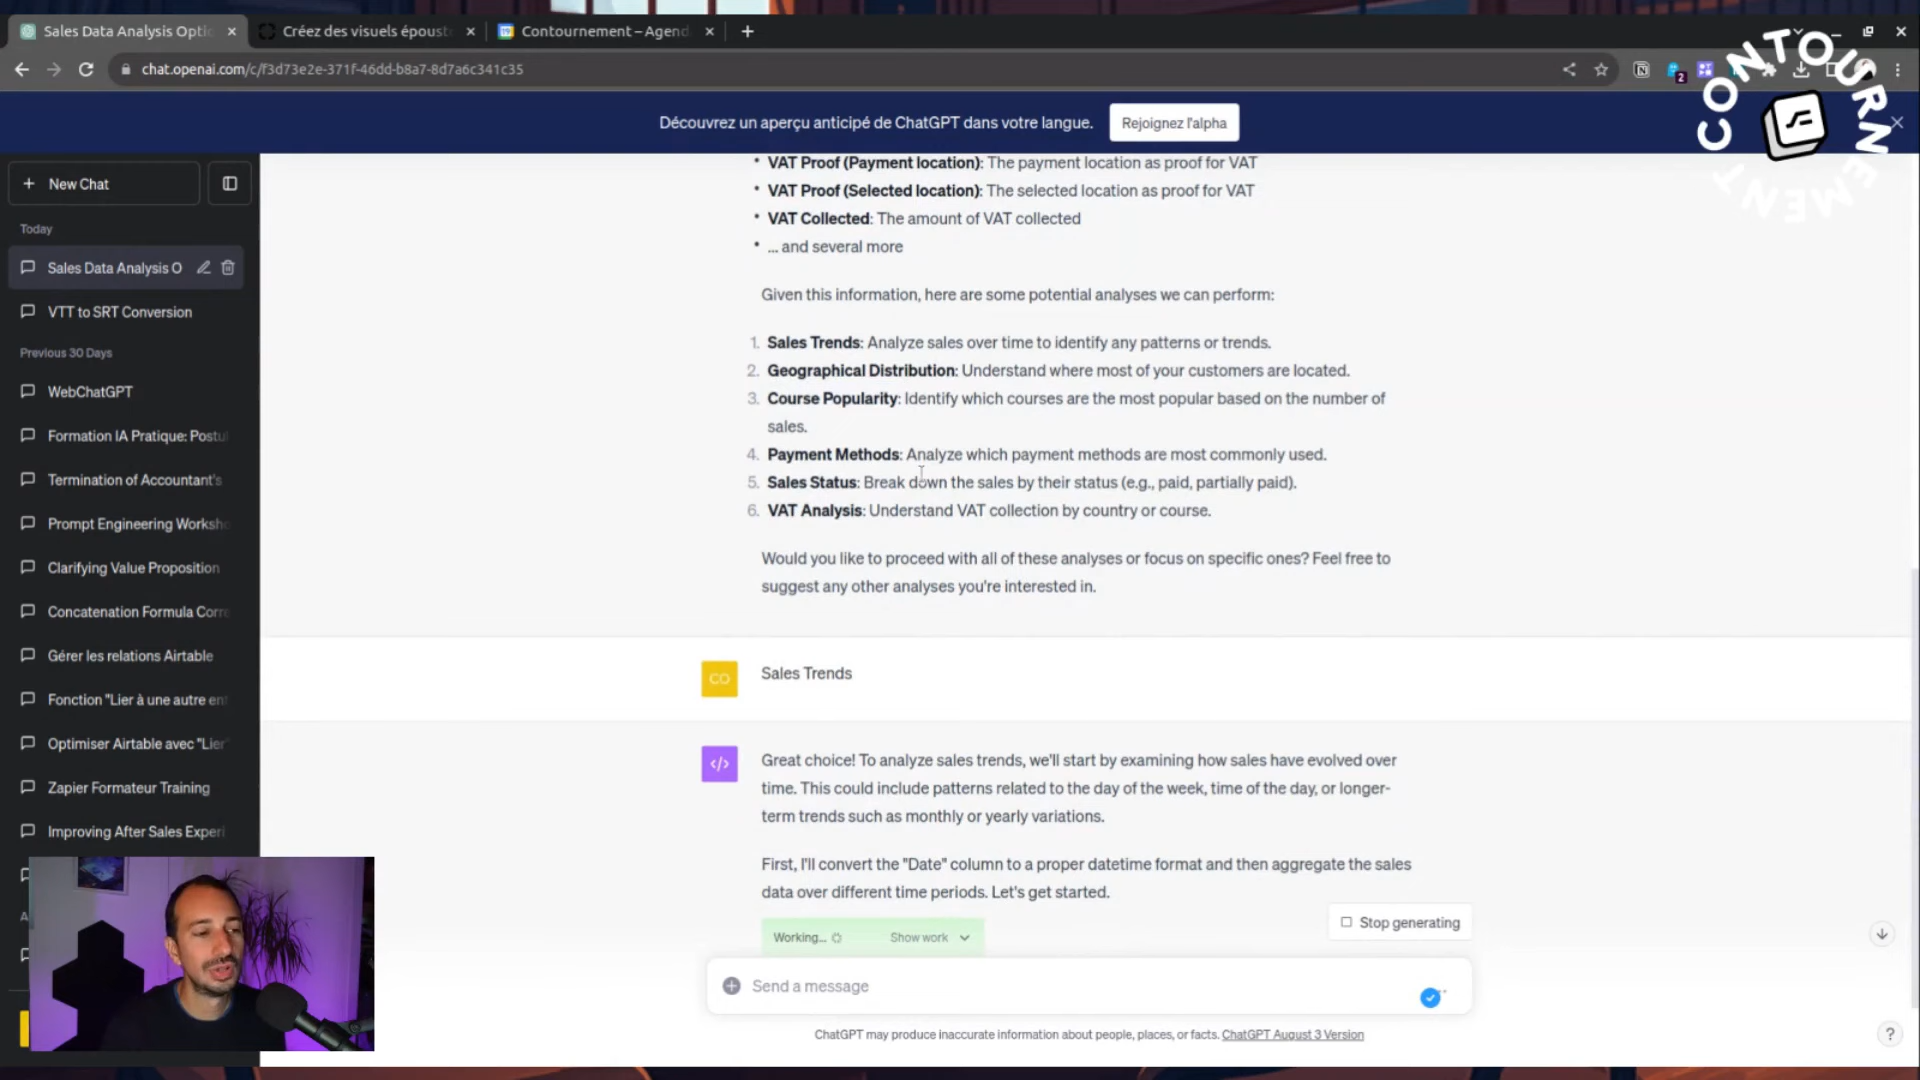 Sales Data Analysis Optio
Créez des visuels époust
Contournement – Agend
chat.openai.com/c/f3d73e2e-371f-46dd-b8a7-8d7a6c341c35
2
CONTOURNEMENT
Découvrez un aperçu anticipé de ChatGPT dans votre langue.
Rejoignez l'alpha
New Chat
Today
Sales Data Analysis O
VTT to SRT Conversion
Previous 30 Days
WebChatGPT
Formation IA Pratique: Postul
Termination of Accountant's
Prompt Engineering Worksho
Clarifying Value Proposition
Concatenation Formula Corre
Gérer les relations Airtable
Fonction "Lier à une autre enr
Optimiser Airtable avec "Lier"
Zapier Formateur Training
Improving After Sales Experi
A
• VAT Proof (Payment location): The payment location as proof for VAT
• VAT Proof (Selected location): The selected location as proof for VAT
• VAT Collected: The amount of VAT collected
• ... and several more
Given this information, here are some potential analyses we can perform:
1. Sales Trends: Analyze sales over time to identify any patterns or trends.
2. Geographical Distribution: Understand where most of your customers are located.
3. Course Popularity: Identify which courses are the most popular based on the number of
sales.
4. Payment Methods: Analyze which payment methods are most commonly used.
5. Sales Status: Break down the sales by their status (e.g., paid, partially paid).
6. VAT Analysis: Understand VAT collection by country or course.
Would you like to proceed with all of these analyses or focus on specific ones? Feel free to
suggest any other analyses you're interested in.
CO
Sales Trends
</>
Great choice! To analyze sales trends, we'll start by examining how sales have evolved over
time. This could include patterns related to the day of the week, time of the day, or longer-
term trends such as monthly or yearly variations.
First, I'll convert the "Date" column to a proper datetime format and then aggregate the sales
data over different time periods. Let's get started.
Working...
Show work
Stop generating
Send a message
ChatGPT may produce inaccurate information about people, places, or facts. ChatGPT August 3 Version
?